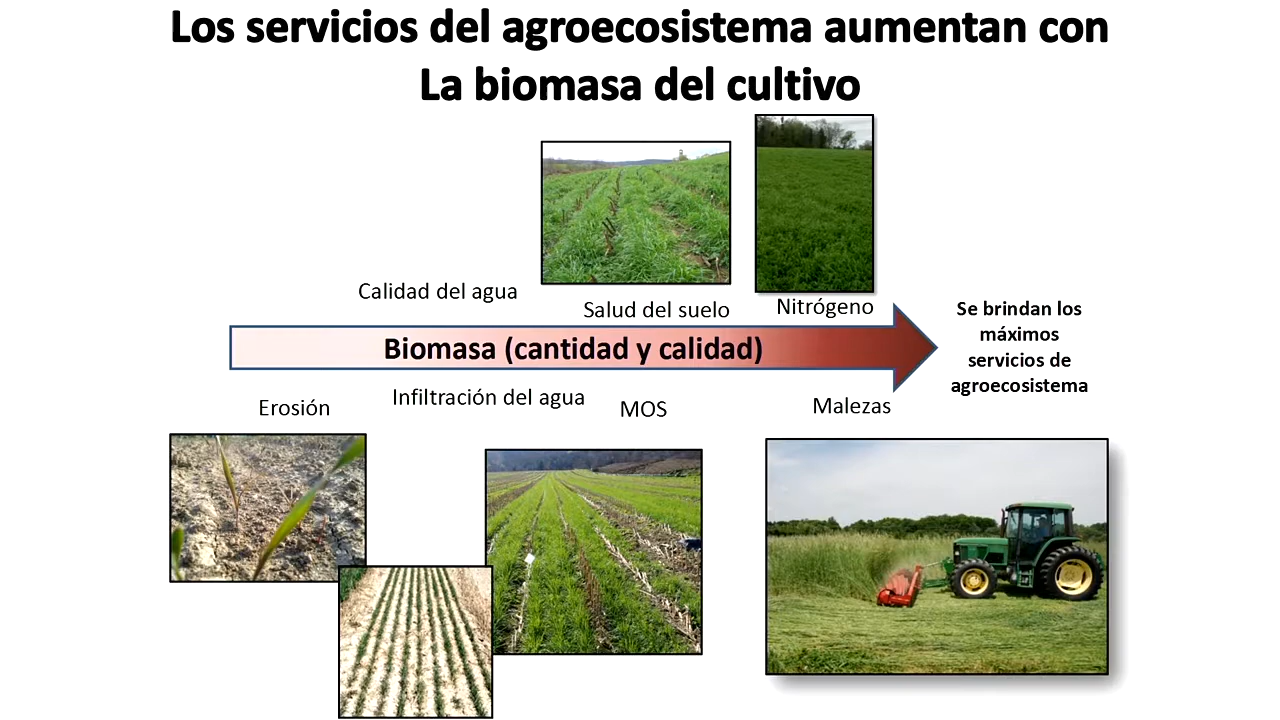 Los servicios del agroecosistema aumentan con
La biomasa del cultivo
Calidad del agua
Salud del suelo
Nitrógeno
Biomasa (cantidad y calidad)
Se brindan los
máximos
servicios de
agroecosistema
Erosión
Infiltración del agua
MOS
Malezas